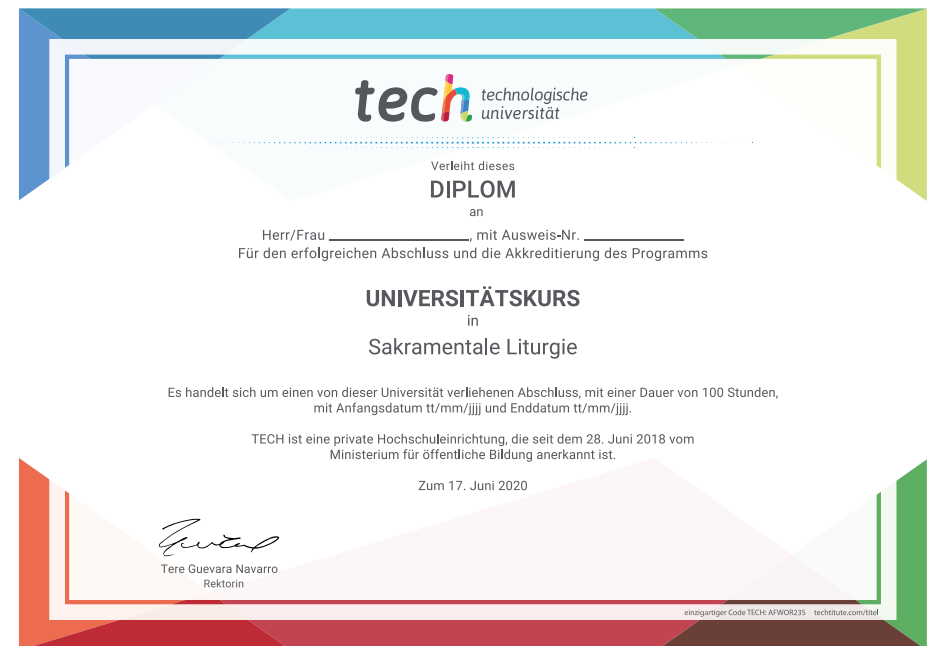 tech technologische
universität
Verleiht dieses
DIPLOM
an
Herr/Frau ____________________, mit Ausweis-Nr. ______________
Für den erfolgreichen Abschluss und die Akkreditierung des Programms
UNIVERSITÄTSKURS
in
Sakramentale Liturgie
Es handelt sich um einen von dieser Universität verliehenen Abschluss, mit einer Dauer von 100 Stunden,
mit Anfangsdatum tt/mm/jjjj und Enddatum tt/mm/jjjj.
TECH ist eine private Hochschuleinrichtung, die seit dem 28. Juni 2018 vom
Ministerium für öffentliche Bildung anerkannt ist.
Zum 17. Juni 2020
Tere Guevara Navarro
Rektorin
einzigartiger Code TECH: AFWOR23S techtitute.com/titel